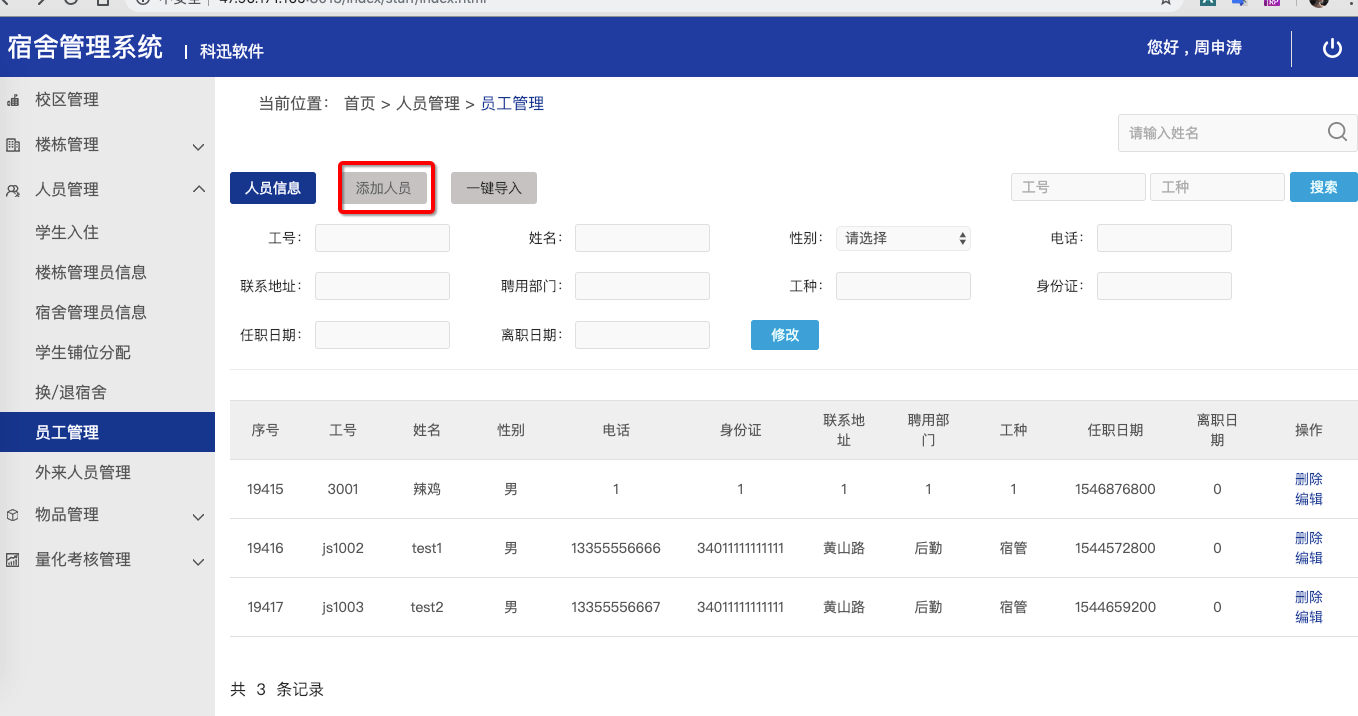 宿舍管理系统 | 科迅软件
您好，周申涛
校区管理
楼栋管理
人员管理
学生入住
楼栋管理员信息
宿舍管理员信息
学生铺位分配
换/退宿舍
员工管理
外来人员管理
物品管理
量化考核管理
当前位置： 首页 > 人员管理 > 员工管理
请输入姓名
人员信息 添加人员 一键导入 工号 工种 搜索
工号： 姓名： 性别： 请选择 电话：
联系地址： 聘用部门： 工种： 身份证：
任职日期： 离职日期： 修改
序号 工号 姓名 性别 电话 身份证 联系地址 聘用部门 工种 任职日期 离职日期 操作
19415 3001 辣鸡 男 1 1 1 1 1 1546876800 0 删除 编辑
19416 js1002 test1 男 13355556666 34011111111111 黄山路 后勤 宿管 1544572800 0 删除 编辑
19417 js1003 test2 男 13355556667 34011111111111 黄山路 后勤 宿管 1544659200 0 删除 编辑
共 3 条记录